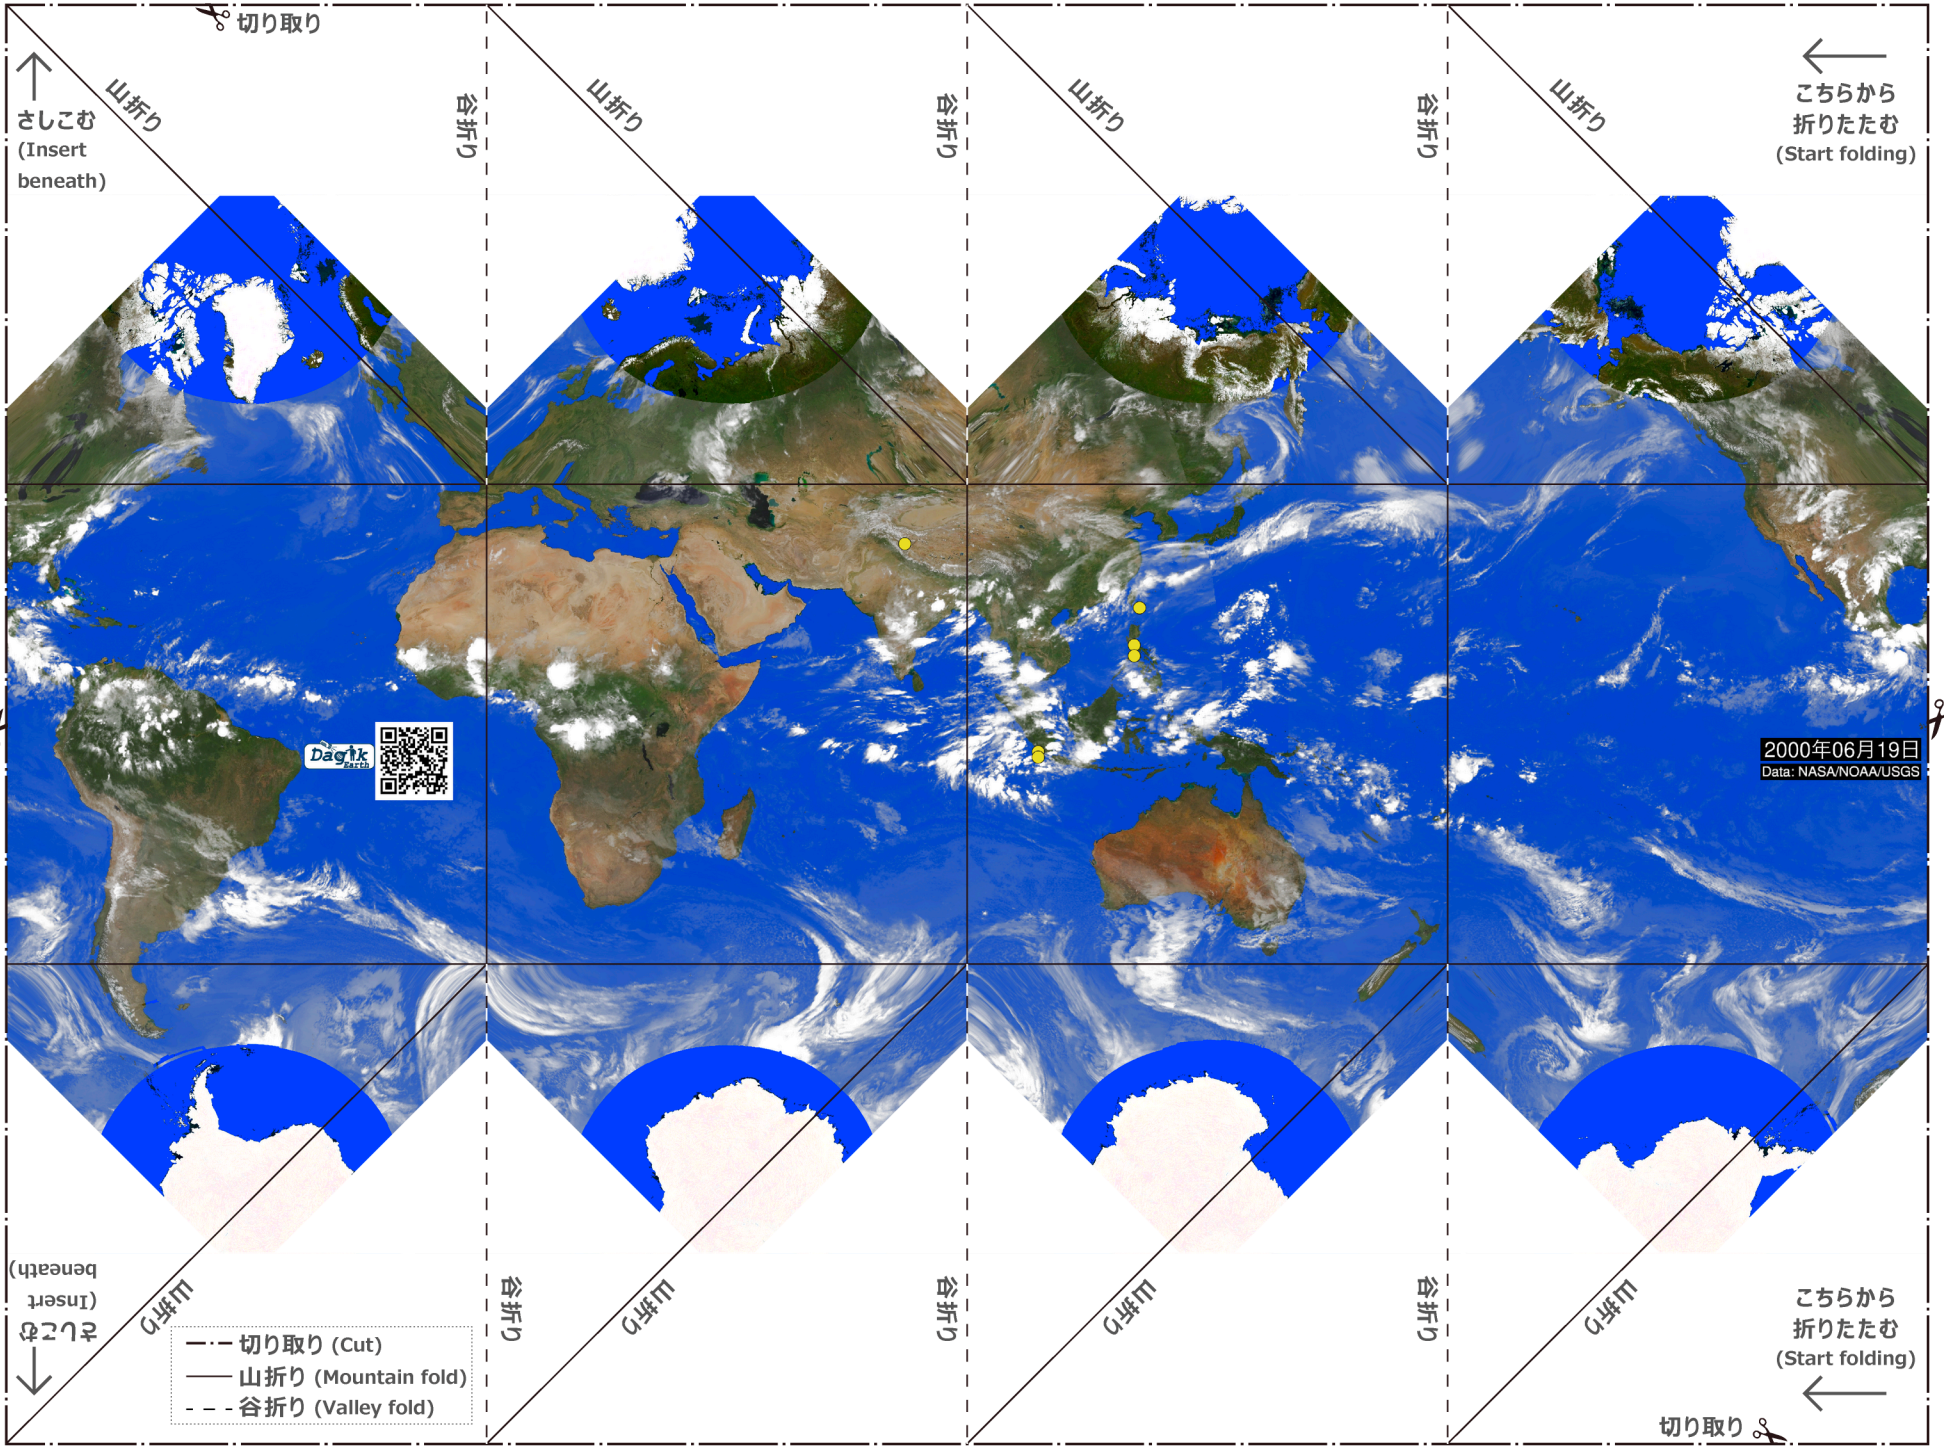 切り取り
山折り
谷折り
山折り
谷折り
山折り
谷折り
山折り
こちらから
折りたたむ
(Start folding)
さしこむ
(Insert
beneath)
Dagik
Earth
2000年06月19日
Data: NASA/NOAA/USGS
さしこむ
(Insert
beneath)
山折り
谷折り
山折り
谷折り
山折り
谷折り
山折り
こちらから
折りたたむ
(Start folding)
切り取り (Cut)
山折り (Mountain fold)
谷折り (Valley fold)
切り取り